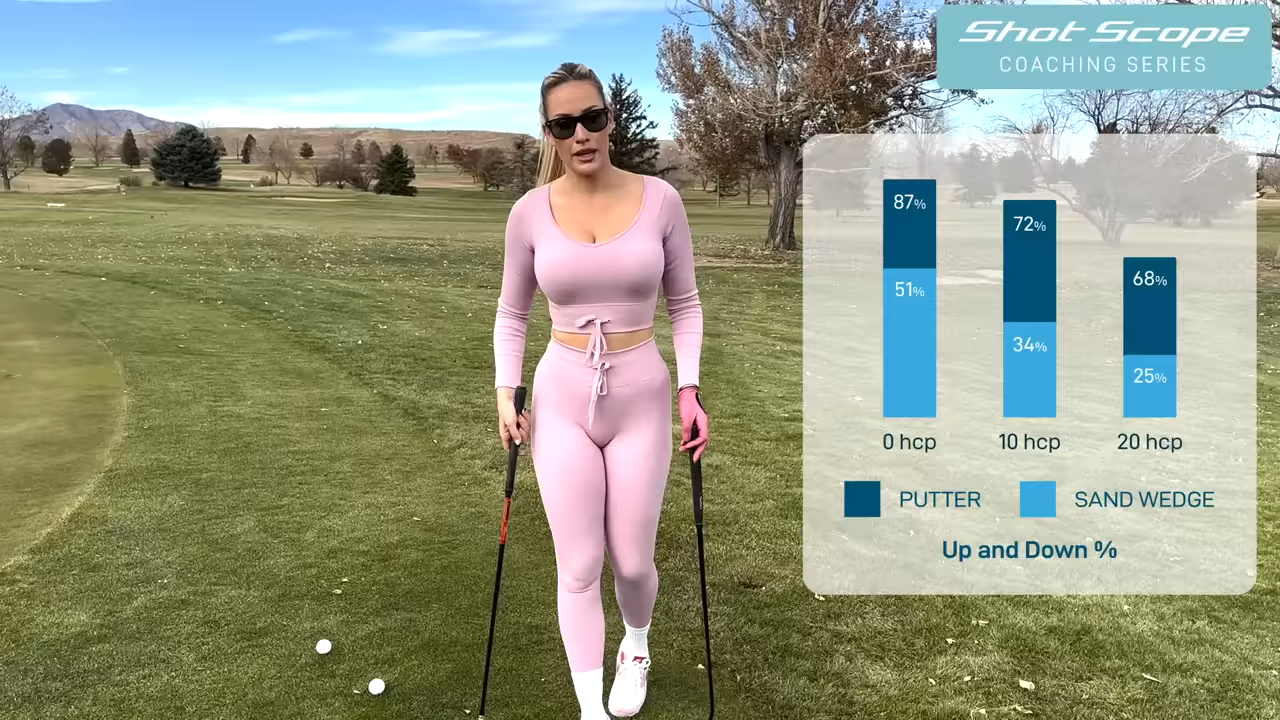 Shot Scope
COACHING SERIES
87%
72%
68%
51%
34%
25%
0 hcp
10 hcp
20 hcp
PUTTER
SAND WEDGE
Up and Down %